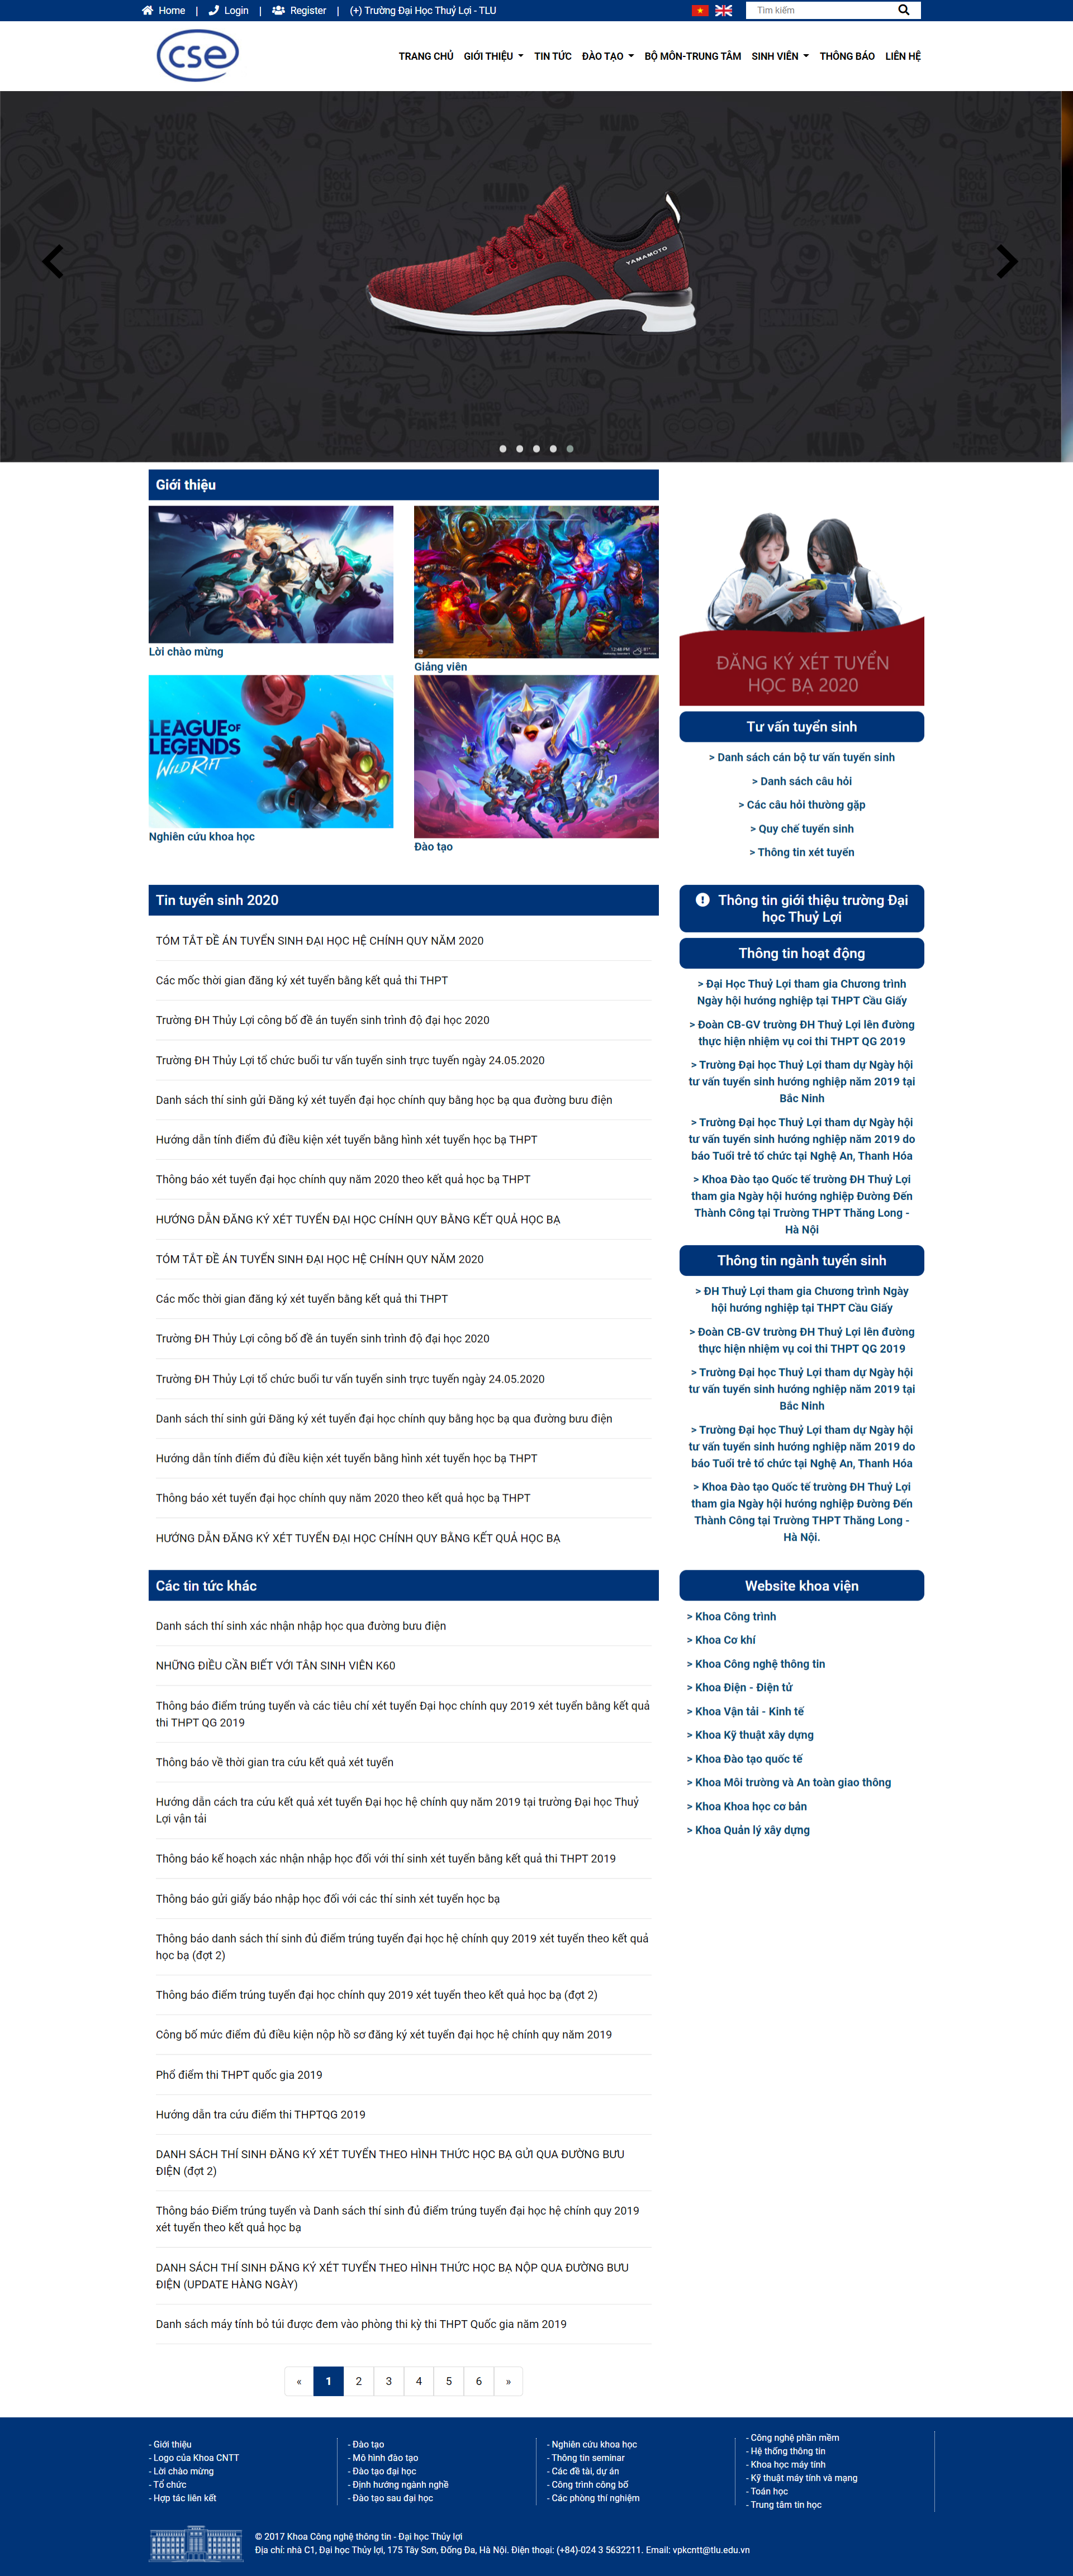 Home | Login | Register | (+) Trường Đại Học Thuỷ Lợi - TLU
Tìm kiếm
cse
TRANG CHỦ GIỚI THIỆU TIN TỨC ĐÀO TẠO BỘ MÔN-TRUNG TÂM SINH VIÊN THÔNG BÁO LIÊN HỆ
YAMAMOTO
Giới thiệu
Lời chào mừng
Giảng viên
LEAGUE OF
LEGENDS
WILD RIFT
Nghiên cứu khoa học
Đào tạo
ĐĂNG KÝ XÉT TUYỂN
HỌC BẠ 2020
Tư vấn tuyển sinh
> Danh sách cán bộ tư vấn tuyển sinh
> Danh sách câu hỏi
> Các câu hỏi thường gặp
> Quy chế tuyển sinh
> Thông tin xét tuyển
Tin tuyển sinh 2020
TÓM TẮT ĐỀ ÁN TUYỂN SINH ĐẠI HỌC HỆ CHÍNH QUY NĂM 2020
Các mốc thời gian đăng ký xét tuyển bằng kết quả thi THPT
Trường ĐH Thủy Lợi công bố đề án tuyển sinh trình độ đại học 2020
Trường ĐH Thủy Lợi tổ chức buổi tư vấn tuyển sinh trực tuyến ngày 24.05.2020
Danh sách thí sinh gửi Đăng ký xét tuyển đại học chính quy bằng học bạ qua đường bưu điện
Hướng dẫn tính điểm đủ điều kiện xét tuyển bằng hình xét tuyển học bạ THPT
Thông báo xét tuyển đại học chính quy năm 2020 theo kết quả học bạ THPT
HƯỚNG DẪN ĐĂNG KÝ XÉT TUYỂN ĐẠI HỌC CHÍNH QUY BẰNG KẾT QUẢ HỌC BẠ
TÓM TẮT ĐỀ ÁN TUYỂN SINH ĐẠI HỌC HỆ CHÍNH QUY NĂM 2020
Các mốc thời gian đăng ký xét tuyển bằng kết quả thi THPT
Trường ĐH Thủy Lợi công bố đề án tuyển sinh trình độ đại học 2020
Trường ĐH Thủy Lợi tổ chức buổi tư vấn tuyển sinh trực tuyến ngày 24.05.2020
Danh sách thí sinh gửi Đăng ký xét tuyển đại học chính quy bằng học bạ qua đường bưu điện
Hướng dẫn tính điểm đủ điều kiện xét tuyển bằng hình xét tuyển học bạ THPT
Thông báo xét tuyển đại học chính quy năm 2020 theo kết quả học bạ THPT
HƯỚNG DẪN ĐĂNG KÝ XÉT TUYỂN ĐẠI HỌC CHÍNH QUY BẰNG KẾT QUẢ HỌC BẠ
Thông tin giới thiệu trường Đại
học Thuỷ Lợi
Thông tin hoạt động
> Đại Học Thuỷ Lợi tham gia Chương trình
Ngày hội hướng nghiệp tại THPT Cầu Giấy
> Đoàn CB-GV trường ĐH Thuỷ Lợi lên đường
thực hiện nhiệm vụ coi thi THPT QG 2019
> Trường Đại học Thuỷ Lợi tham dự Ngày hội
tư vấn tuyển sinh hướng nghiệp năm 2019 tại
Bắc Ninh
> Trường Đại học Thuỷ Lợi tham dự Ngày hội
tư vấn tuyển sinh hướng nghiệp năm 2019 do
báo Tuổi trẻ tổ chức tại Nghệ An, Thanh Hóa
> Khoa Đào tạo Quốc tế trường ĐH Thuỷ Lợi
tham gia Ngày hội hướng nghiệp Đường Đến
Thành Công tại Trường THPT Thăng Long -
Hà Nội
Thông tin ngành tuyển sinh
> ĐH Thuỷ Lợi tham gia Chương trình Ngày
hội hướng nghiệp tại THPT Cầu Giấy
> Đoàn CB-GV trường ĐH Thuỷ Lợi lên đường
thực hiện nhiệm vụ coi thi THPT QG 2019
> Trường Đại học Thuỷ Lợi tham dự Ngày hội
tư vấn tuyển sinh hướng nghiệp năm 2019 tại
Bắc Ninh
> Trường Đại học Thuỷ Lợi tham dự Ngày hội
tư vấn tuyển sinh hướng nghiệp năm 2019 do
báo Tuổi trẻ tổ chức tại Nghệ An, Thanh Hóa
> Khoa Đào tạo Quốc tế trường ĐH Thuỷ Lợi
tham gia Ngày hội hướng nghiệp Đường Đến
Thành Công tại Trường THPT Thăng Long -
Hà Nội.
Các tin tức khác
Danh sách thí sinh xác nhận nhập học qua đường bưu điện
NHỮNG ĐIỀU CẦN BIẾT VỚI TÂN SINH VIÊN K60
Thông báo điểm trúng tuyển và các tiêu chí xét tuyển Đại học chính quy 2019 xét tuyển bằng kết quả
thi THPT QG 2019
Thông báo về thời gian tra cứu kết quả xét tuyển
Hướng dẫn cách tra cứu kết quả xét tuyển Đại học hệ chính quy năm 2019 tại trường Đại học Thuỷ
Lợi vận tải
Thông báo kế hoạch xác nhận nhập học đối với thí sinh xét tuyển bằng kết quả thi THPT 2019
Thông báo gửi giấy báo nhập học đối với các thí sinh xét tuyển học bạ
Thông báo danh sách thí sinh đủ điểm trúng tuyển đại học hệ chính quy 2019 xét tuyển theo kết quả
học bạ (đợt 2)
Thông báo điểm trúng tuyển đại học chính quy 2019 xét tuyển theo kết quả học bạ (đợt 2)
Công bố mức điểm đủ điều kiện nộp hồ sơ đăng ký xét tuyển đại học hệ chính quy năm 2019
Phổ điểm thi THPT quốc gia 2019
Hướng dẫn tra cứu điểm thi THPTQG 2019
DANH SÁCH THÍ SINH ĐĂNG KÝ XÉT TUYỂN THEO HÌNH THỨC HỌC BẠ GỬI QUA ĐƯỜNG BƯU
ĐIỆN (đợt 2)
Thông báo Điểm trúng tuyển và Danh sách thí sinh đủ điểm trúng tuyển đại học hệ chính quy 2019
xét tuyển theo kết quả học bạ
DANH SÁCH THÍ SINH ĐĂNG KÝ XÉT TUYỂN THEO HÌNH THỨC HỌC BẠ NỘP QUA ĐƯỜNG BƯU
ĐIỆN (UPDATE HÀNG NGÀY)
Danh sách máy tính bỏ túi được đem vào phòng thi kỳ thi THPT Quốc gia năm 2019
« 1 2 3 4 5 6 »
Website khoa viện
> Khoa Công trình
> Khoa Cơ khí
> Khoa Công nghệ thông tin
> Khoa Điện - Điện tử
> Khoa Vận tải - Kinh tế
> Khoa Kỹ thuật xây dựng
> Khoa Đào tạo quốc tế
> Khoa Môi trường và An toàn giao thông
> Khoa Khoa học cơ bản
> Khoa Quản lý xây dựng
- Giới thiệu
- Logo của Khoa CNTT
- Lời chào mừng
- Tổ chức
- Hợp tác liên kết
- Đào tạo
- Mô hình đào tạo
- Đào tạo đại học
- Định hướng ngành nghề
- Đào tạo sau đại học
- Nghiên cứu khoa học
- Thông tin seminar
- Các đề tài, dự án
- Công trình công bố
- Các phòng thí nghiệm
- Công nghệ phần mềm
- Hệ thống thông tin
- Khoa học máy tính
- Kỹ thuật máy tính và mạng
- Toán học
- Trung tâm tin học
© 2017 Khoa Công nghệ thông tin - Đại học Thủy lợi
Địa chỉ: nhà C1, Đại học Thủy lợi, 175 Tây Sơn, Đống Đa, Hà Nội. Điện thoại: (+84)-024 3 5632211. Email: vpkcntt@tlu.edu.vn